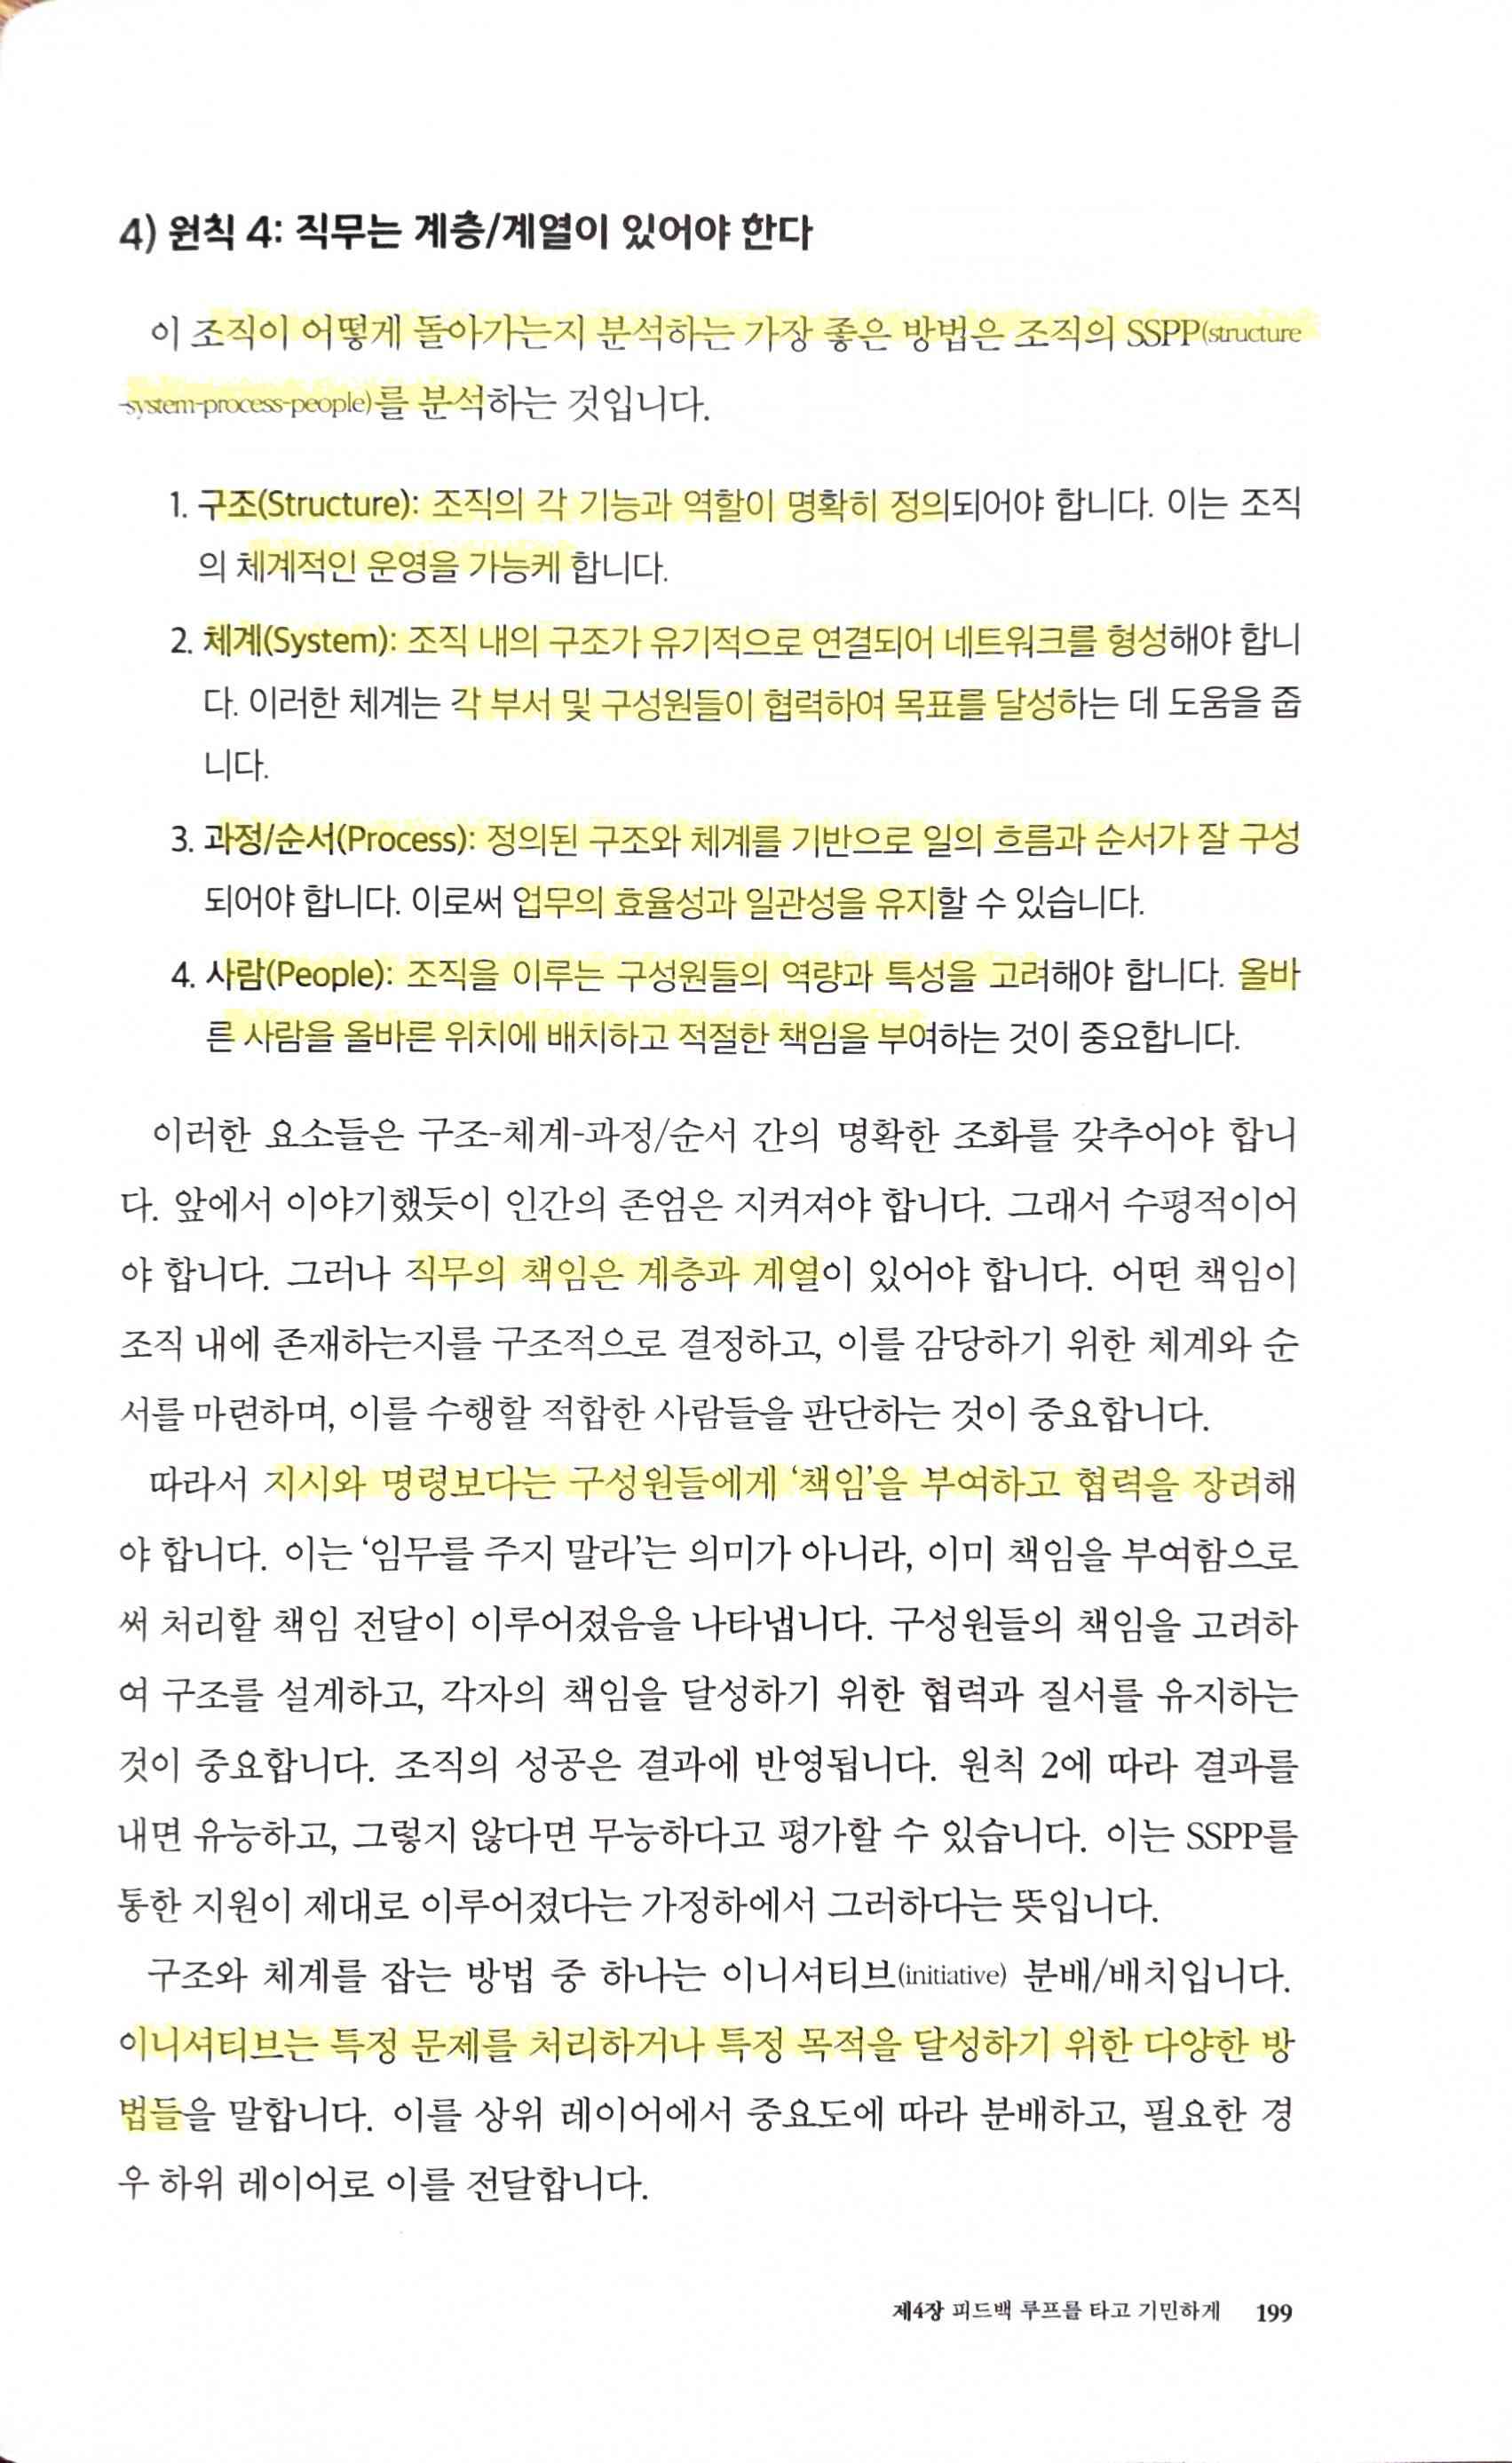 4) 원칙 4: 직무는 계층/계열이 있어야 한다
이 조직이 어떻게 돌아가는지 분석하는 가장 좋은 방법은 조직의 SSPP(structure
-system-process-people)를 분석하는 것입니다.
1. 구조(Structure): 조직의 각 기능과 역할이 명확히 정의되어야 합니다. 이는 조직
의 체계적인 운영을 가능케 합니다.
2. 체계(System): 조직 내의 구조가 유기적으로 연결되어 네트워크를 형성해야 합니
다. 이러한 체계는 각 부서 및 구성원들이 협력하여 목표를 달성하는 데 도움을 줍
니다.
3. 과정/순서(Process): 정의된 구조와 체계를 기반으로 일의 흐름과 순서가 잘 구성
되어야 합니다. 이로써 업무의 효율성과 일관성을 유지할 수 있습니다.
4. 사람(People): 조직을 이루는 구성원들의 역량과 특성을 고려해야 합니다. 올바
른 사람을 올바른 위치에 배치하고 적절한 책임을 부여하는 것이 중요합니다.
이러한 요소들은 구조-체계-과정/순서 간의 명확한 조화를 갖추어야 합니
다. 앞에서 이야기했듯이 인간의 존엄은 지켜져야 합니다. 그래서 수평적이어
야 합니다. 그러나 직무의 책임은 계층과 계열이 있어야 합니다. 어떤 책임이
조직 내에 존재하는지를 구조적으로 결정하고, 이를 감당하기 위한 체계와 순
서를 마련하며, 이를 수행할 적합한 사람들을 판단하는 것이 중요합니다.
따라서 지시와 명령보다는 구성원들에게 ‘책임’을 부여하고 협력을 장려해
야 합니다. 이는 ‘임무를 주지 말라’는 의미가 아니라, 이미 책임을 부여함으로
써 처리할 책임 전달이 이루어졌음을 나타냅니다. 구성원들의 책임을 고려하
여 구조를 설계하고, 각자의 책임을 달성하기 위한 협력과 질서를 유지하는
것이 중요합니다. 조직의 성공은 결과에 반영됩니다. 원칙 2에 따라 결과를
내면 유능하고, 그렇지 않다면 무능하다고 평가할 수 있습니다. 이는 SSPP를
통한 지원이 제대로 이루어졌다는 가정하에서 그러하다는 뜻입니다.
구조와 체계를 잡는 방법 중 하나는 이니셔티브(initiative) 분배/배치입니다.
이니셔티브는 특정 문제를 처리하거나 특정 목적을 달성하기 위한 다양한 방
법들을 말합니다. 이를 상위 레이어에서 중요도에 따라 분배하고, 필요한 경
우 하위 레이어로 이를 전달합니다.
제4장 피드백 루프를 타고 기민하게 199